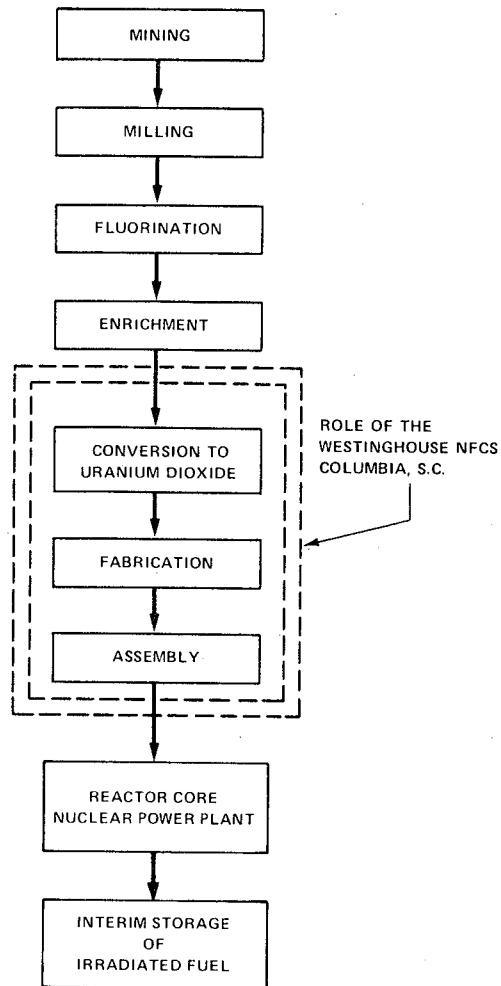 MINING
MILLING
FLUORINATION
ENRICHMENT
ROLE OF THE
WESTINGHOUSE NFCS
COLUMBIA, S.C.
CONVERSION TO
URANIUM DIOXIDE
FABRICATION
ASSEMBLY
REACTOR CORE
NUCLEAR POWER PLANT
INTERIM STORAGE
OF
IRRADIATED FUEL